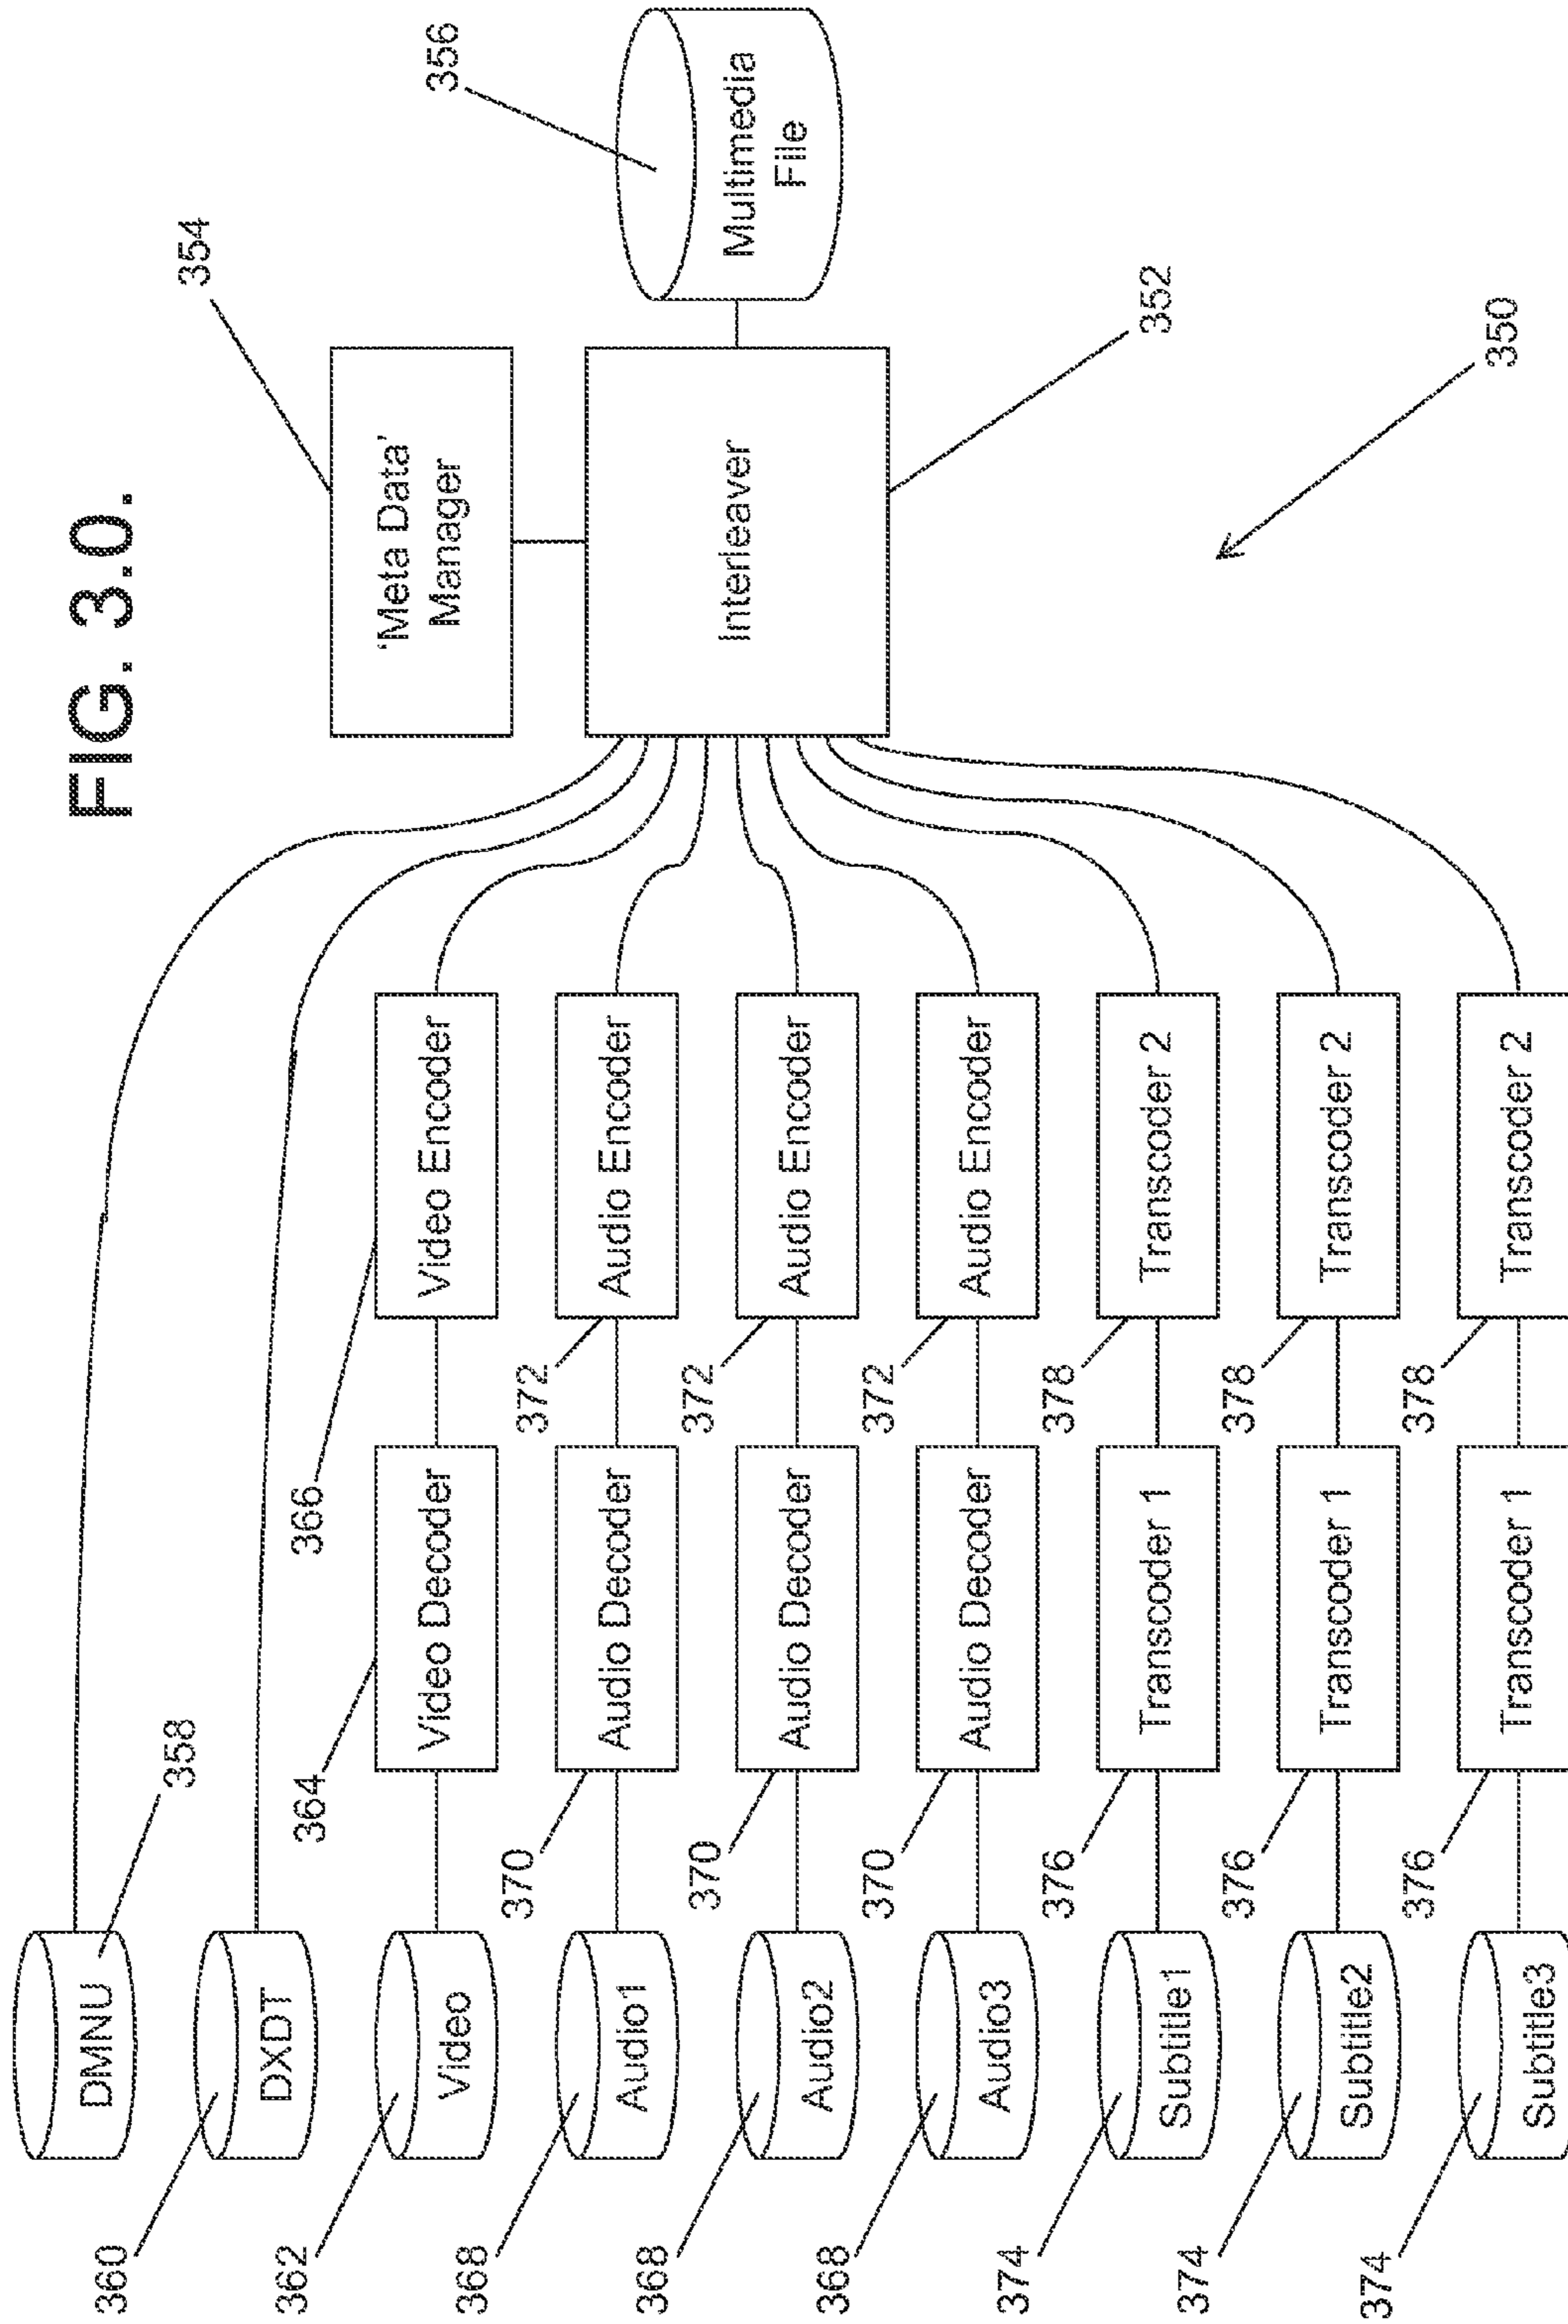 FIG. 3.0.
354
'Meta Data'
Manager
356
Multimedia
File
Interleaver
352
350
DMNU
358
360
DXDT
362
Video
364
Video Decoder
366
Video Encoder
368
Audio1
370
Audio Decoder
372
Audio Encoder
368
Audio2
370
Audio Decoder
372
Audio Encoder
368
Audio3
370
Audio Decoder
372
Audio Encoder
374
Subtitle1
376
Transcoder 1
378
Transcoder 2
374
Subtitle2
376
Transcoder 1
378
Transcoder 2
374
Subtitle3
376
Transcoder 1
378
Transcoder 2